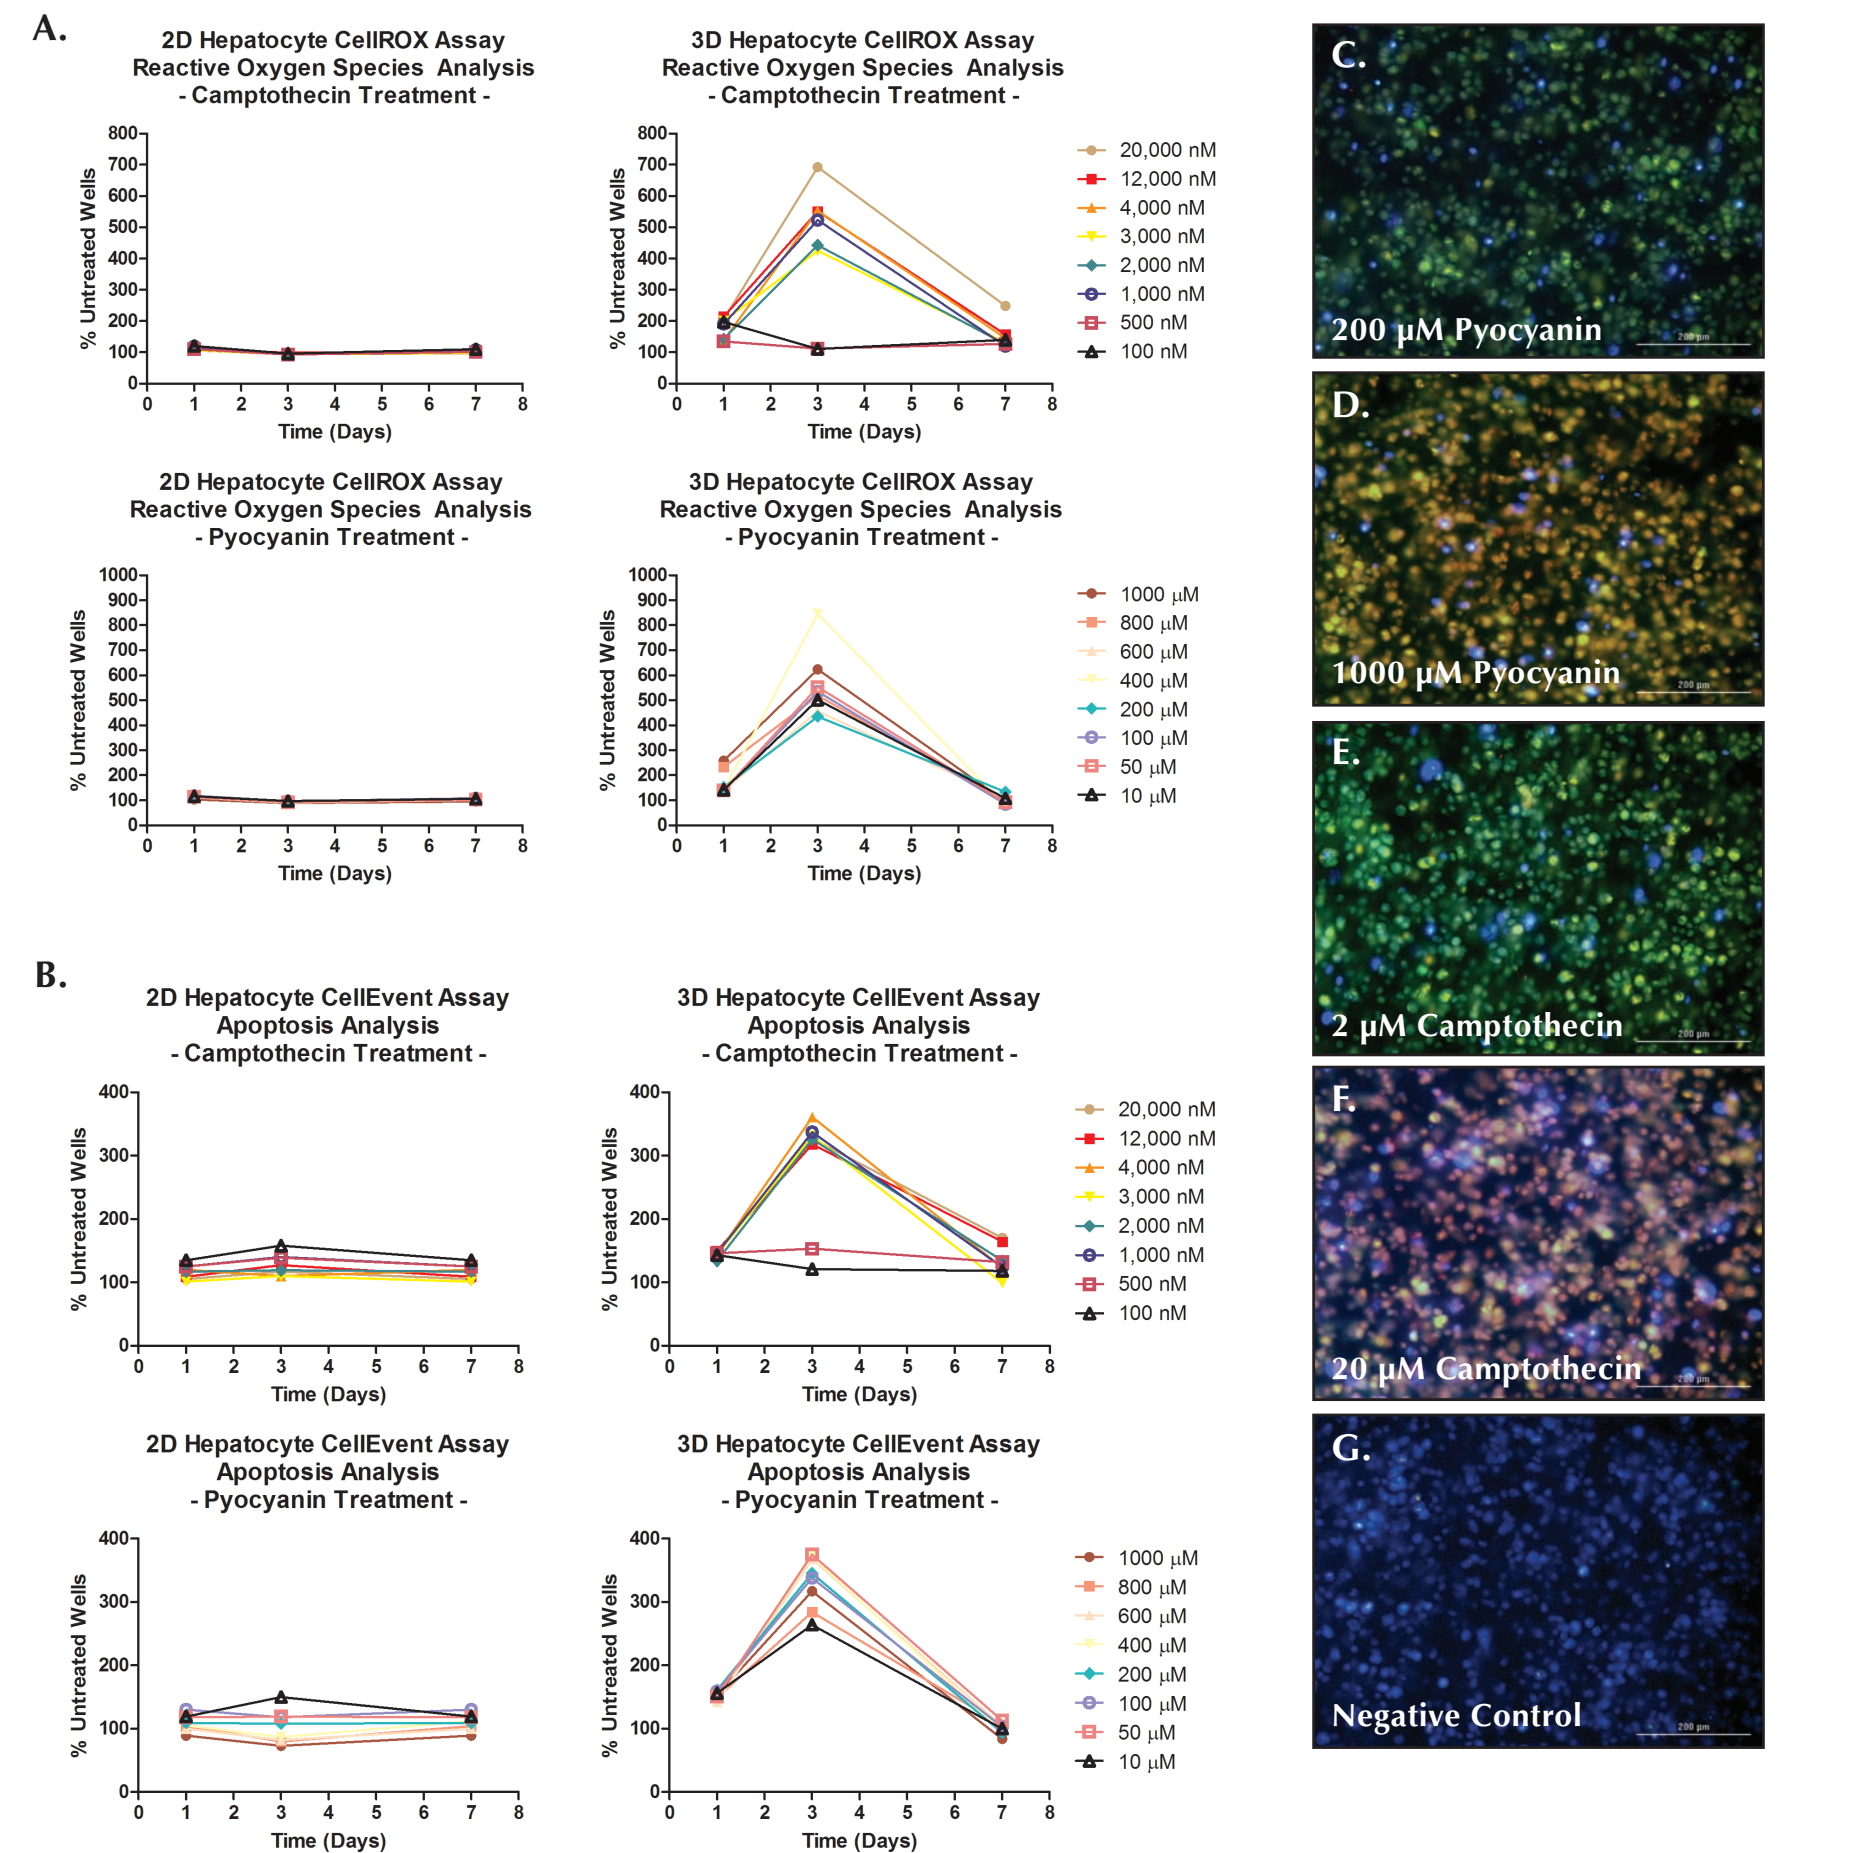 A.
2D Hepatocyte CellROX Assay
Reactive Oxygen Species Analysis
- Camptothecin Treatment -
% Untreated Wells
800
700
600
500
400
300
200
100
0
0 1 2 3 4 5 6 7 8
Time (Days)
3D Hepatocyte CellROX Assay
Reactive Oxygen Species Analysis
- Camptothecin Treatment -
% Untreated Wells
800
700
600
500
400
300
200
100
0
0 1 2 3 4 5 6 7 8
Time (Days)
20,000 nM
12,000 nM
4,000 nM
3,000 nM
2,000 nM
1,000 nM
500 nM
100 nM
2D Hepatocyte CellROX Assay
Reactive Oxygen Species Analysis
- Pyocyanin Treatment -
% Untreated Wells
1000
900
800
700
600
500
400
300
200
100
0
0 1 2 3 4 5 6 7 8
Time (Days)
3D Hepatocyte CellROX Assay
Reactive Oxygen Species Analysis
- Pyocyanin Treatment -
% Untreated Wells
1000
900
800
700
600
500
400
300
200
100
0
0 1 2 3 4 5 6 7 8
Time (Days)
1000 μM
800 μM
600 μM
400 μM
200 μM
100 μM
50 μM
10 μM
B.
2D Hepatocyte CellEvent Assay
Apoptosis Analysis
- Camptothecin Treatment -
% Untreated Wells
400
300
200
100
0
0 1 2 3 4 5 6 7 8
Time (Days)
3D Hepatocyte CellEvent Assay
Apoptosis Analysis
- Camptothecin Treatment -
% Untreated Wells
400
300
200
100
0
0 1 2 3 4 5 6 7 8
Time (Days)
20,000 nM
12,000 nM
4,000 nM
3,000 nM
2,000 nM
1,000 nM
500 nM
100 nM
2D Hepatocyte CellEvent Assay
Apoptosis Analysis
- Pyocyanin Treatment -
% Untreated Wells
400
300
200
100
0
0 1 2 3 4 5 6 7 8
Time (Days)
3D Hepatocyte CellEvent Assay
Apoptosis Analysis
- Pyocyanin Treatment -
% Untreated Wells
400
300
200
100
0
0 1 2 3 4 5 6 7 8
Time (Days)
1000 μM
800 μM
600 μM
400 μM
200 μM
100 μM
50 μM
10 μM
C.
200 μM Pyocyanin
200 μm
D.
1000 μM Pyocyanin
200 μm
E.
2 μM Camptothecin
200 μm
F.
20 μM Camptothecin
200 μm
G.
Negative Control
200 μm